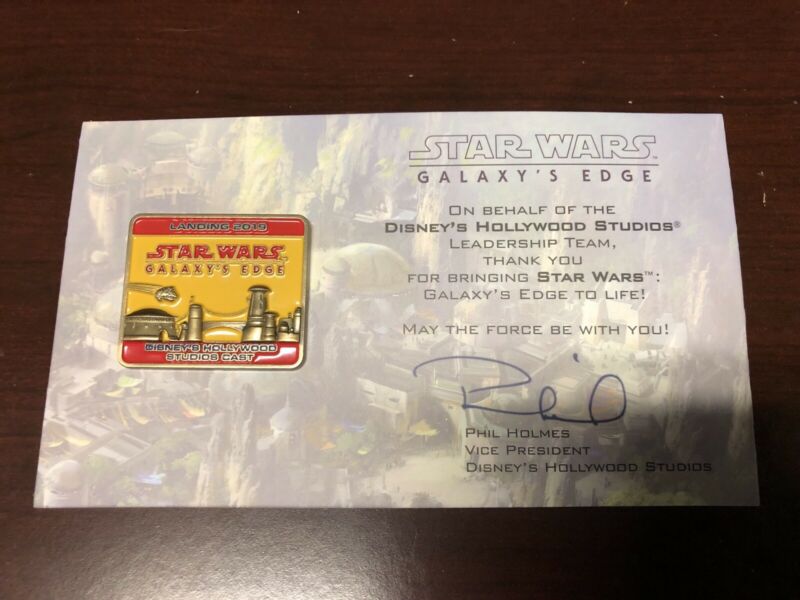 LANDING 2019
STAR WARS
GALAXY'S EDGE
DISNEY'S HOLLYWOOD
STUDIOS CAST
STAR WARS™
GALAXY'S EDGE
ON BEHALF OF THE
DISNEY'S HOLLYWOOD STUDIOS®
LEADERSHIP TEAM,
THANK YOU
FOR BRINGING STAR WARS™:
GALAXY'S EDGE TO LIFE!
MAY THE FORCE BE WITH YOU!
Phil
PHIL HOLMES
VICE PRESIDENT
DISNEY'S HOLLYWOOD STUDIOS